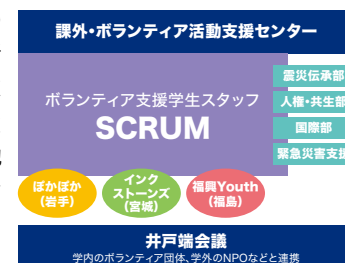 課外・ボランティア活動支援センター
ボランティア支援学生スタッフ
SCRUM
震災伝承部
人権・共生部
国際部
緊急災害支援
ぽかぽか
(岩手)
インク
ストーンズ
(宮城)
福興Youth
(福島)
井戸端会議
学内のボランティア団体、学外のNPOなどと連携